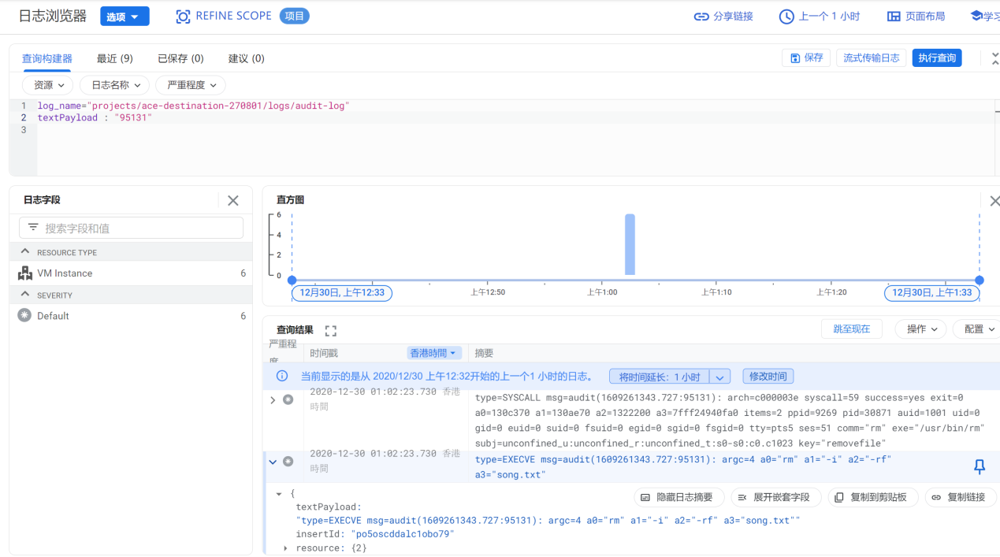 日志浏览器 选项 REFINE SCOPE 项目 分享链接 上一个 1 小时 页面布局 学习
查询构建器 最近 (9) 已保存 (0) 建议 (0) 保存 流式传输日志 执行查询
资源 日志名称 严重程度
1 log_name="projects/ace-destination-270801/logs/audit-log"
2 textPayload : "95131"
3
日志字段
搜索字段和值
RESOURCE TYPE
VM Instance 6
SEVERITY
Default 6
直方图
6
4
2
0
12月30日, 上午12:33 上午12:50 上午1:00 上午1:10 上午1:20 12月30日, 上午1:33
查询结果 跳至现在 操作 配置
严重程度 时间戳 香港時間 摘要
当前显示的是从 2020/12/30 上午12:32开始的上一个1 小时的日志。 将时间延长：1 小时 修改时间
2020-12-30 01:02:23.730 香港時間
type=SYSCALL msg=audit(1609261343.727:95131): arch=c000003e syscall=59 success=yes exit=0
a0=130c370 a1=130ae70 a2=1322200 a3=7fff24940fa0 items=2 ppid=9269 pid=30871 auid=1001 uid=0
gid=0 euid=0 suid=0 fsuid=0 egid=0 sgid=0 fsgid=0 tty=pts5 ses=51 comm="rm" exe="/usr/bin/rm"
subj=unconfined_u:unconfined_r:unconfined_t:s0-s0:c0.c1023 key="removefile"
2020-12-30 01:02:23.730 香港時間
type=EXECVE msg=audit(1609261343.727:95131): argc=4 a0="rm" a1="-i" a2="-rf"
a3="song.txt"
{ 隐藏日志摘要 展开嵌套字段 复制到剪贴板 复制链接
textPayload:
"type=EXECVE msg=audit(1609261343.727:95131): argc=4 a0="rm" a1="-i" a2="-rf" a3="song.txt""
insertId: "po5oscddalc1obo79"
resource: {2}